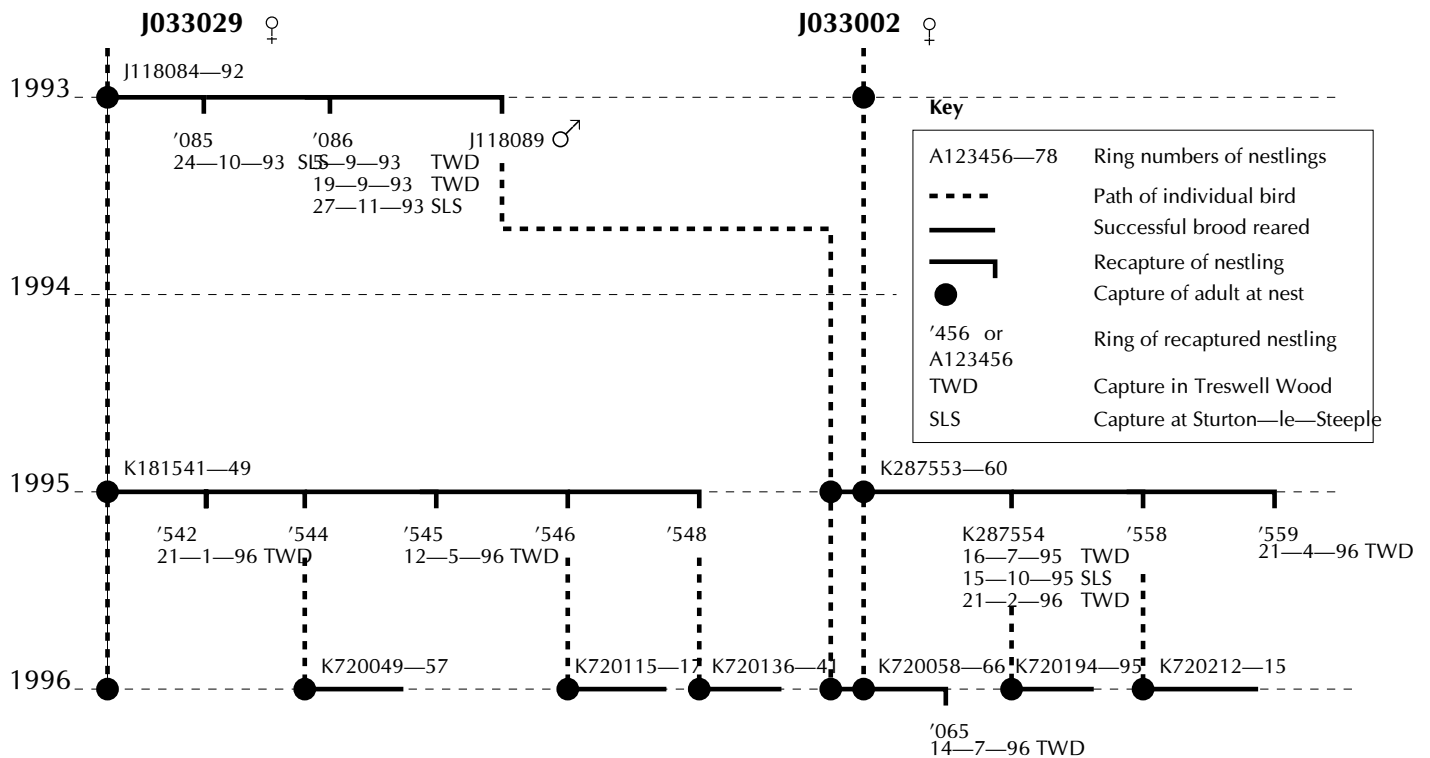 J033029 ♀
J033002 ♀
1993
J118084—92
'085
24—10—93 SLS
'086
5—9—93 TWD
19—9—93 TWD
27—11—93 SLS
J118089 ♂
Key
A123456—78 Ring numbers of nestlings
Path of individual bird
Successful brood reared
Recapture of nestling
Capture of adult at nest
'456 or
A123456
Ring of recaptured nestling
TWD Capture in Treswell Wood
SLS Capture at Sturton—le—Steeple
1994
1995
K181541—49
K287553—60
'542
21—1—96 TWD
'544
'545
12—5—96 TWD
'546
'548
K287554
16—7—95 TWD
15—10—95 SLS
21—2—96 TWD
'558
'559
21—4—96 TWD
1996
K720049—57
K720115—17
K720136—41
K720058—66
K720194—95
K720212—15
'065
14—7—96 TWD